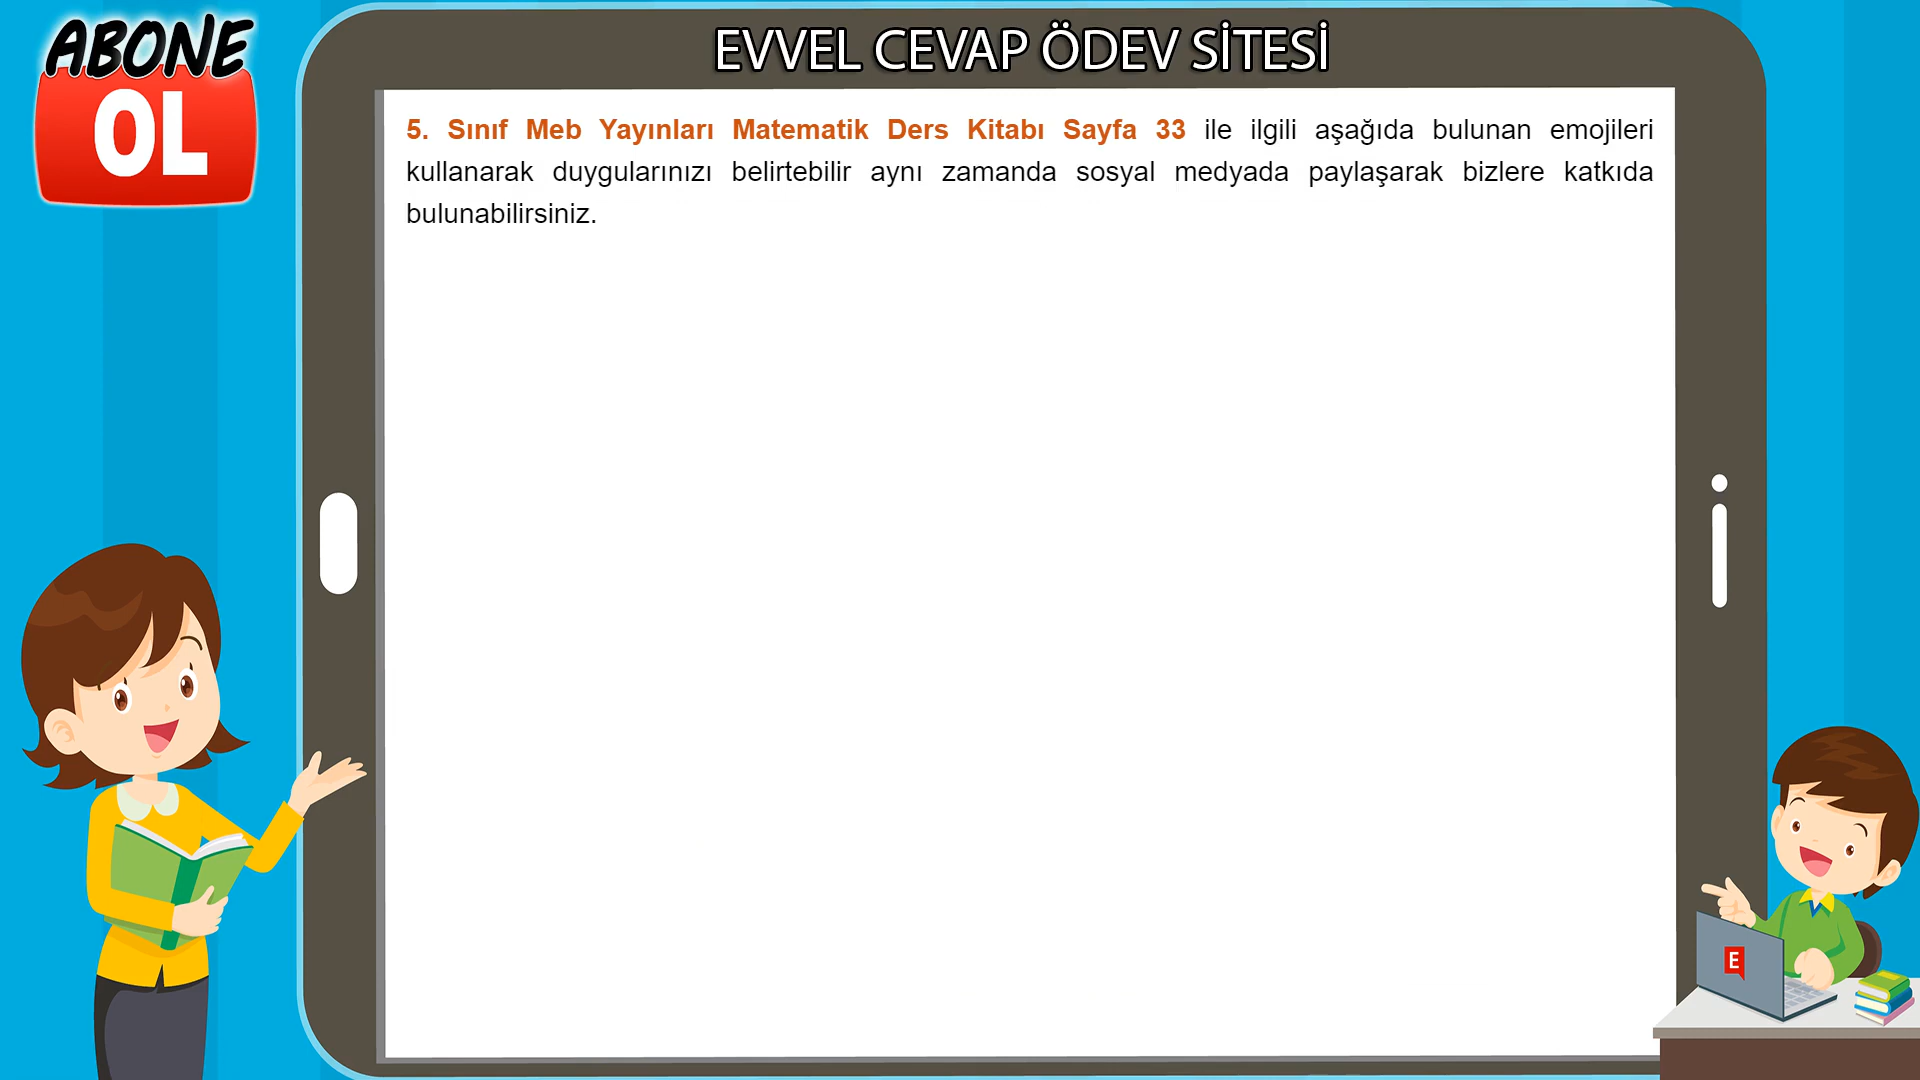 ABONE
OL
EVVEL CEVAP ÖDEV SİTESİ
5. Sınıf Meb Yayınları Matematik Ders Kitabı Sayfa 33 ile ilgili aşağıda bulunan emojileri
kullanarak duygularınızı belirtebilir aynı zamanda sosyal medyada paylaşarak bizlere katkıda
bulunabilirsiniz.
E